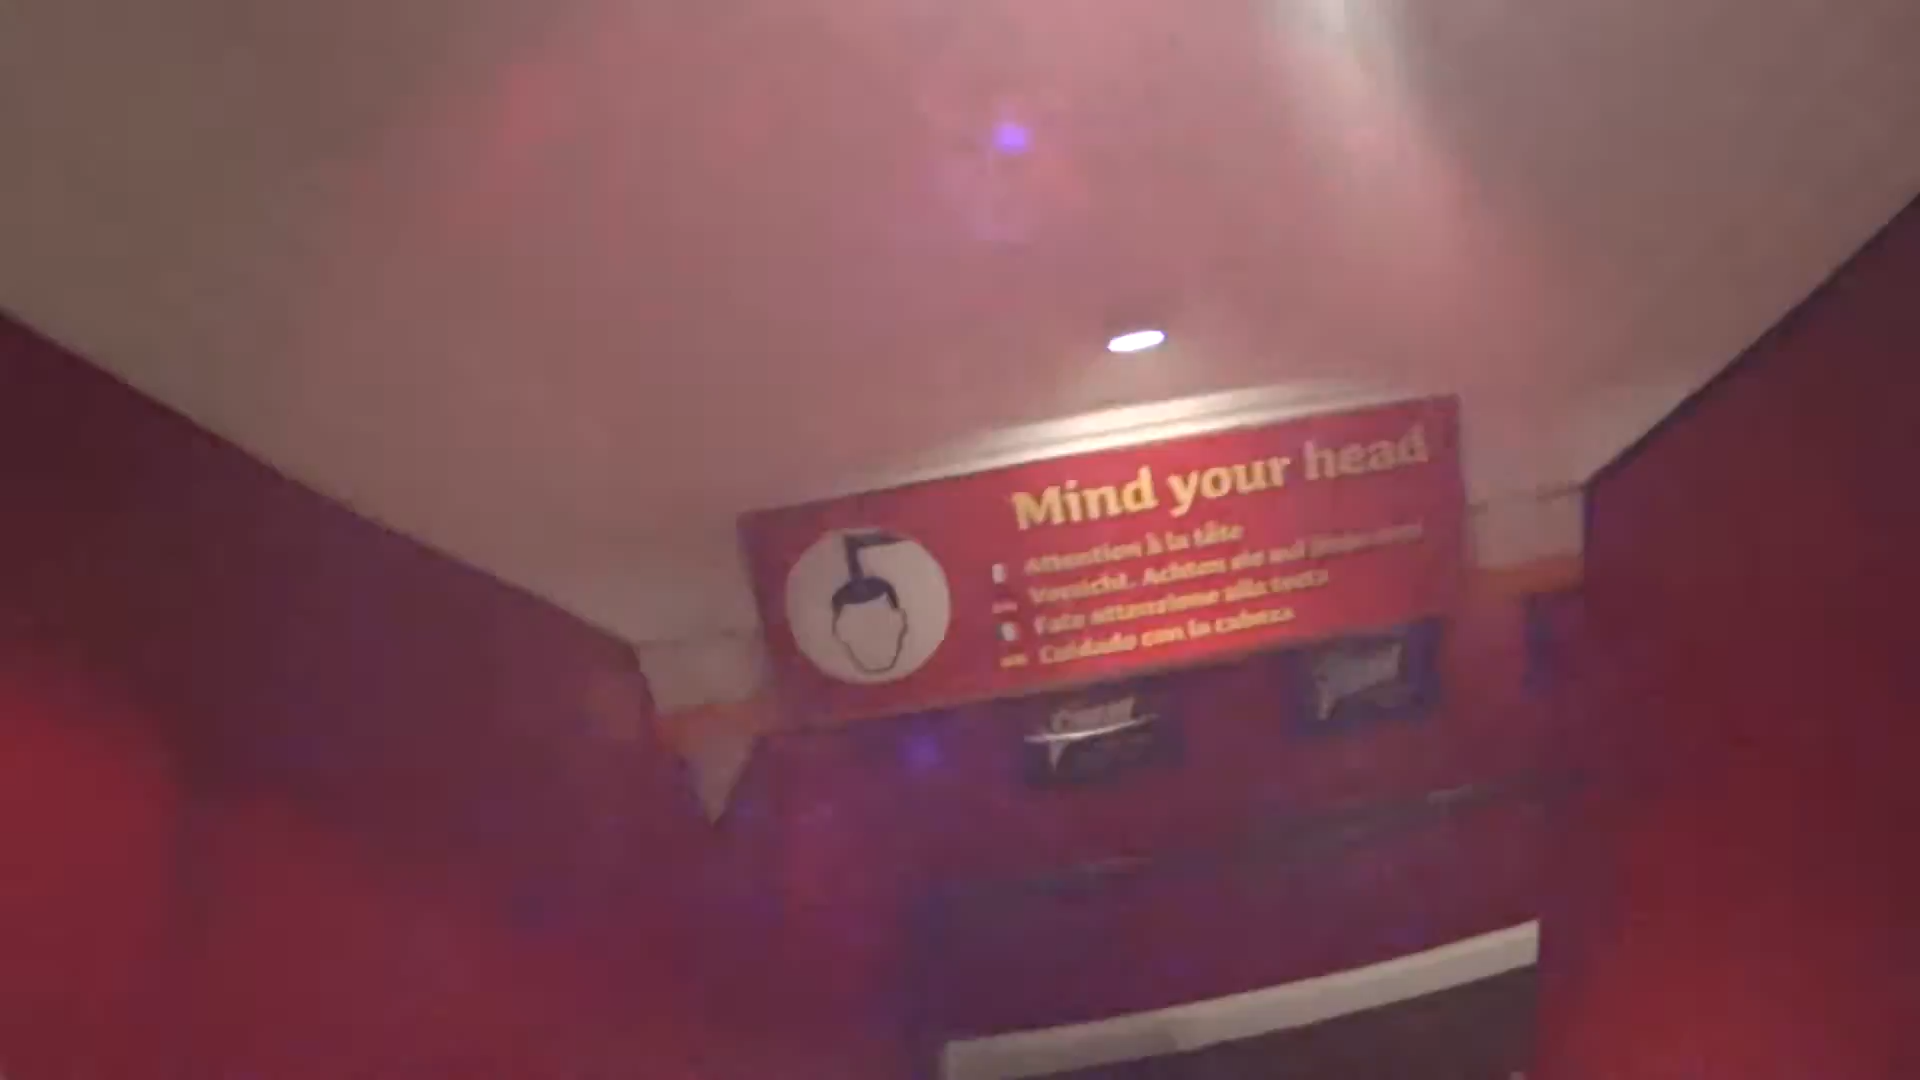 Mind your head
Attention à la tête
Vorsicht. Achten sie auf
Fate attenzione alla testa
Cuidado con la cabeza